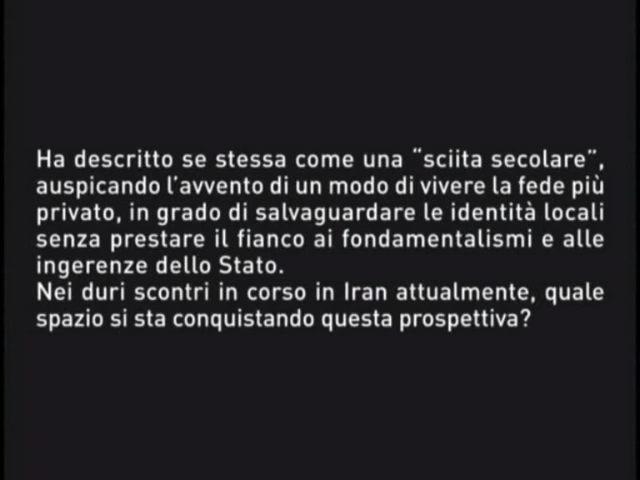 Ha descritto se stessa come una “sciita secolare”,
auspicando l’avvento di un modo di vivere la fede più
privato, in grado di salvaguardare le identità locali
senza prestare il fianco ai fondamentalismi e alle
ingerenze dello Stato.
Nei duri scontri in corso in Iran attualmente, quale
spazio si sta conquistando questa prospettiva?